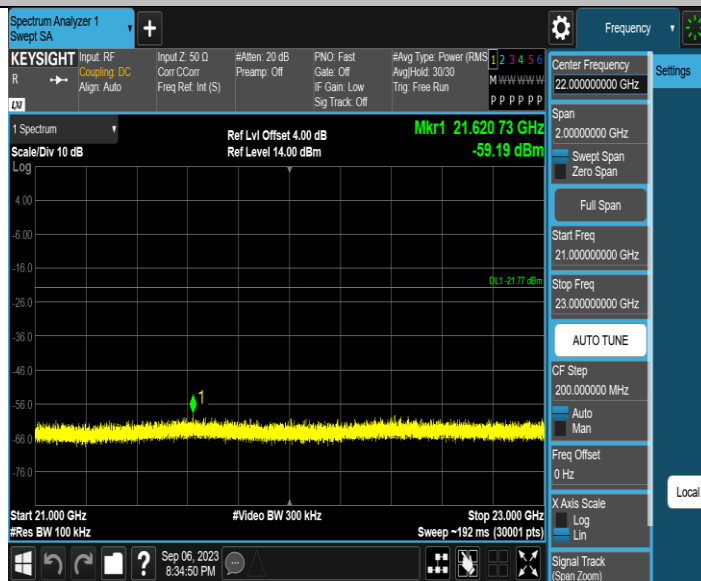 Spectrum Analyzer 1
Swept SA
+
Frequency
KEYSIGHT
R
LXI
Input: RF
Coupling: DC
Align: Auto
Input Z: 50 Ω
Corr CCorr
Freq Ref: Int (S)
#Atten: 20 dB
Preamp: Off
PNO: Fast
Gate: Off
IF Gain: Low
Sig Track: Off
#Avg Type: Power (RMS
Avg|Hold: 30/30
Trig: Free Run
1 2 3 4 5 6
M W W W W W
P P P P P P
Center Frequency
22.000000000 GHz
Settings
1 Spectrum
Scale/Div 10 dB
Ref Lvl Offset 4.00 dB
Ref Level 14.00 dBm
Mkr1 21.620 73 GHz
-59.19 dBm
Span
2.00000000 GHz
Swept Span
Zero Span
Full Span
Start Freq
21.000000000 GHz
Stop Freq
23.000000000 GHz
AUTO TUNE
CF Step
200.000000 MHz
Auto
Man
Freq Offset
0 Hz
X Axis Scale
Log
Lin
Local
Signal Track
(Span Zoom)
Log
4.00
-6.00
-16.0
DL1 -21.77 dBm
-26.0
-36.0
-46.0
1
-56.0
-66.0
-76.0
Start 21.000 GHz
#Video BW 300 kHz
Stop 23.000 GHz
#Res BW 100 kHz
Sweep ~192 ms (30001 pts)
?
Sep 06, 2023
8:34:50 PM